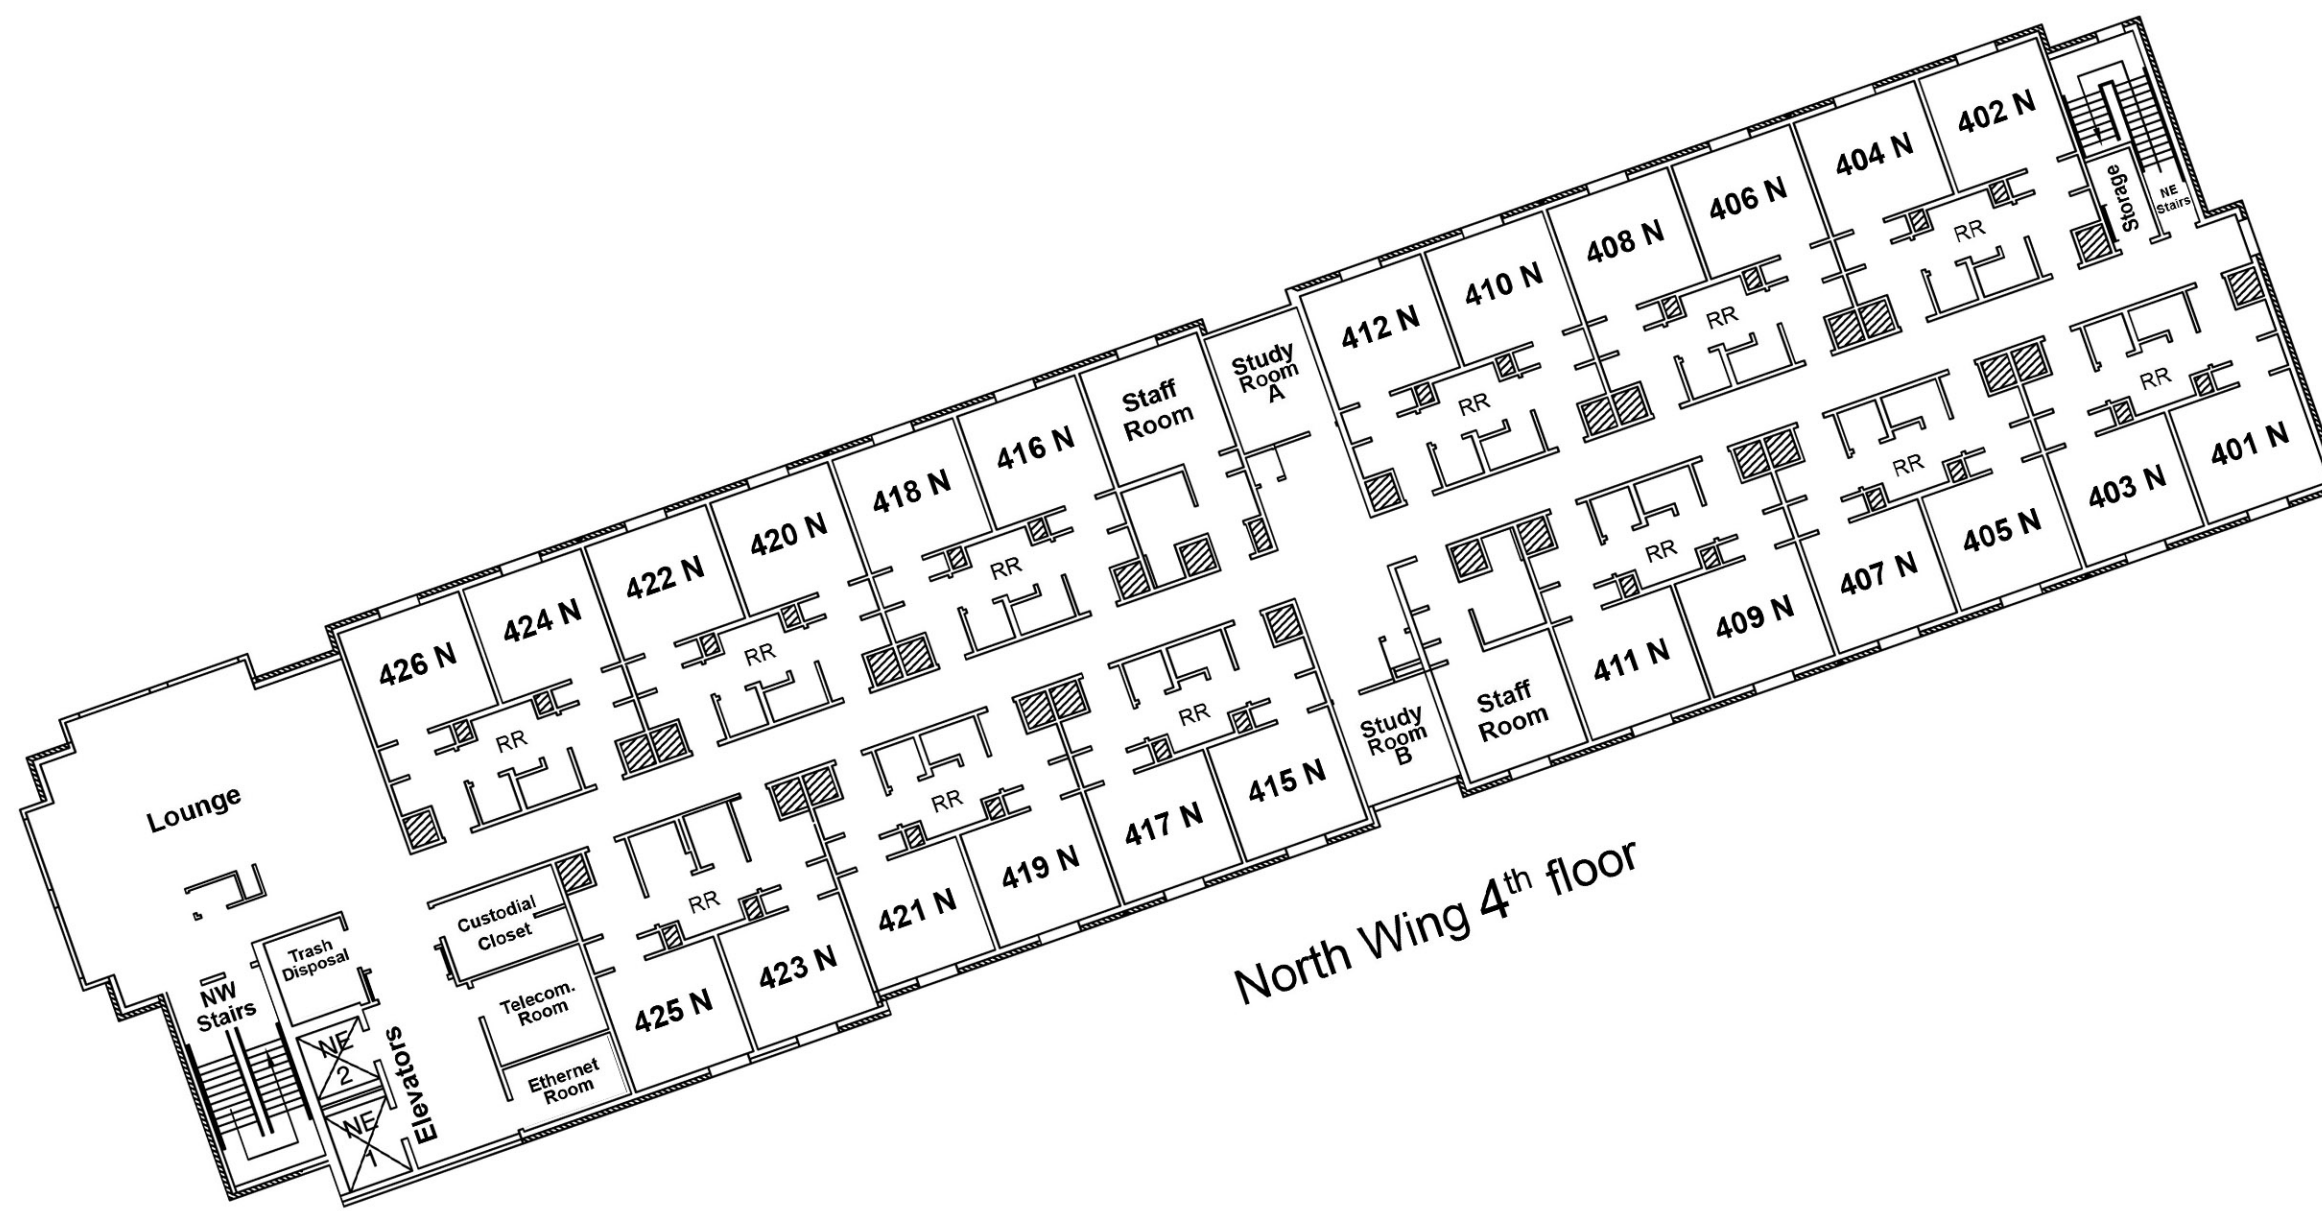 402 N
404 N
406 N
408 N
410 N
412 N
Storage
NE
Stairs
RR
RR
RR
Study
Room
A
Staff
Room
416 N
418 N
420 N
422 N
424 N
426 N
RR
RR
RR
RR
RR
RR
401 N
403 N
405 N
407 N
409 N
411 N
Staff
Room
Study
Room
B
RR
RR
RR
415 N
417 N
419 N
421 N
423 N
425 N
Lounge
Custodial
Closet
Telecom.
Room
Ethernet
Room
Trash
Disposal
NW
Stairs
NE
2
NE
1
Elevators
North Wing 4th floor